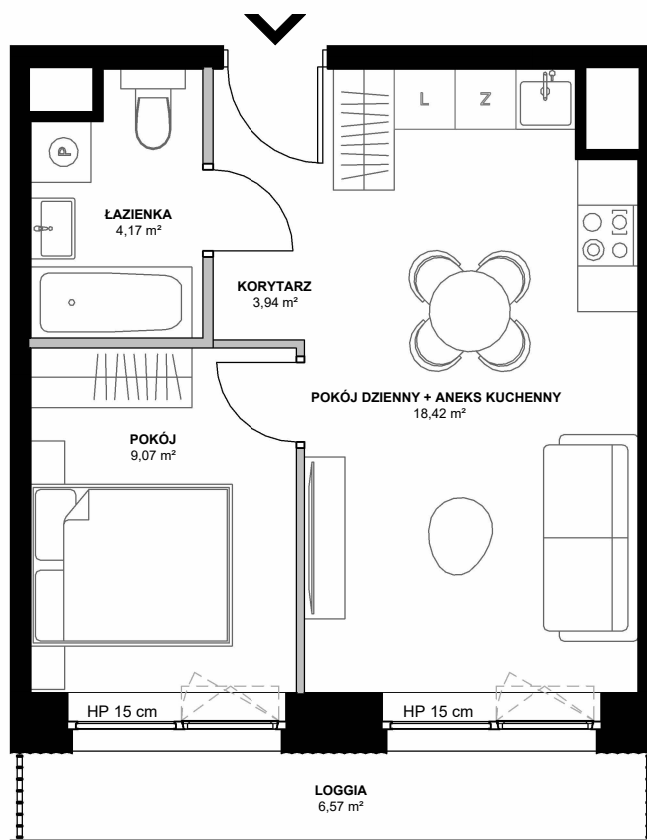 L
Z
P
ŁAZIENKA
4,17 m²
KORYTARZ
3,94 m²
POKÓJ DZIENNY + ANEKS KUCHENNY
18,42 m²
POKÓJ
9,07 m²
HP 15 cm
HP 15 cm
LOGGIA
6,57 m²